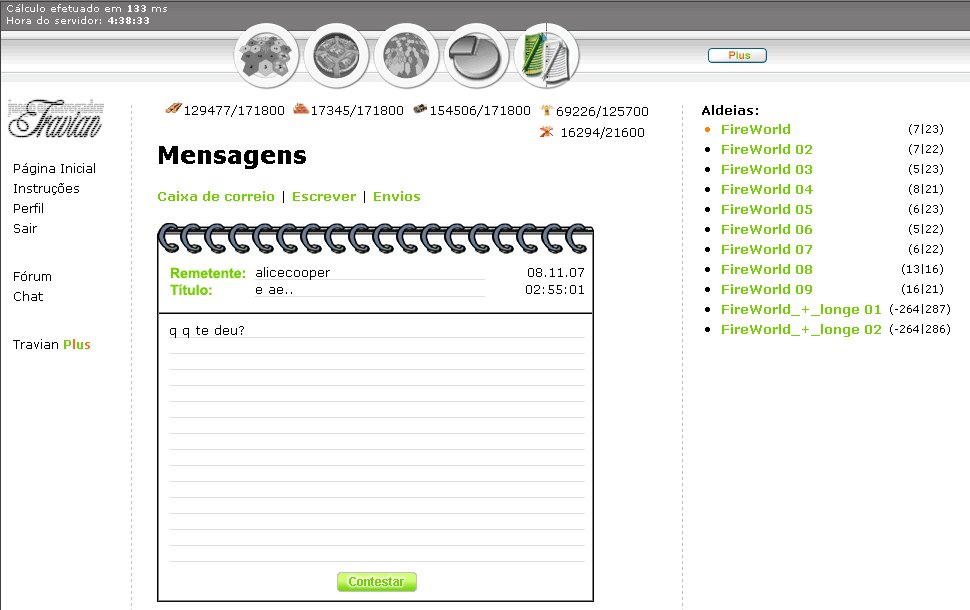 Cálculo efetuado em 133 ms
Hora do servidor: 4:38:33
Plus
Travian
129477/171800 17345/171800 154506/171800 69226/125700
16294/21600
Página Inicial
Instruções
Perfil
Sair
Fórum
Chat
Travian Plus
Mensagens
Caixa de correio | Escrever | Envios
Remetente: alicecooper 08.11.07
Título: e ae.. 02:55:01
q q te deu?
Contestar
Aldeias:
FireWorld (7|23)
FireWorld 02 (7|22)
FireWorld 03 (5|23)
FireWorld 04 (8|21)
FireWorld 05 (6|23)
FireWorld 06 (5|22)
FireWorld 07 (6|22)
FireWorld 08 (13|16)
FireWorld 09 (16|21)
FireWorld_+_longe 01 (-264|287)
FireWorld_+_longe 02 (-264|286)